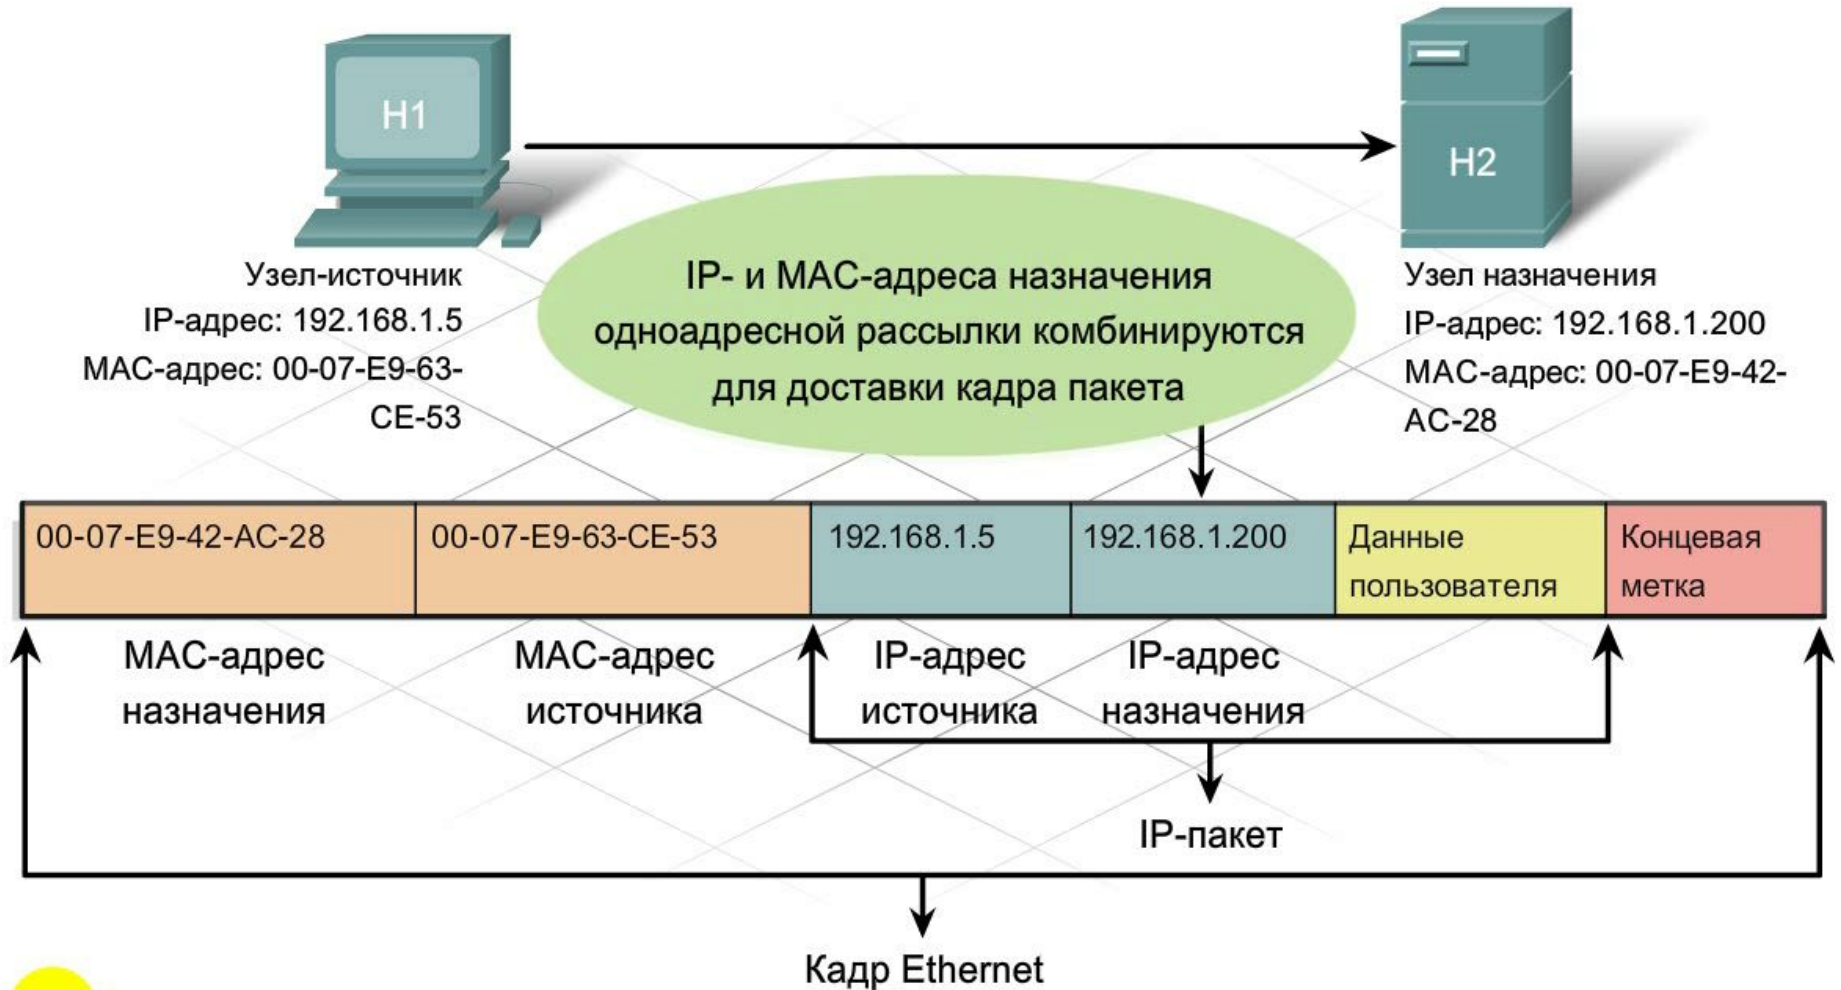 H1
H2
Узел-источник
IP-адрес: 192.168.1.5
MAC-адрес: 00-07-E9-63-
CE-53
IP- и MAC-адреса назначения
одноадресной рассылки комбинируются
для доставки кадра пакета
Узел назначения
IP-адрес: 192.168.1.200
MAC-адрес: 00-07-E9-42-
AC-28
00-07-E9-42-AC-28
00-07-E9-63-CE-53
192.168.1.5
192.168.1.200
Данные
пользователя
Концевая
метка
MAC-адрес
назначения
MAC-адрес
источника
IP-адрес
источника
IP-адрес
назначения
IP-пакет
Кадр Ethernet